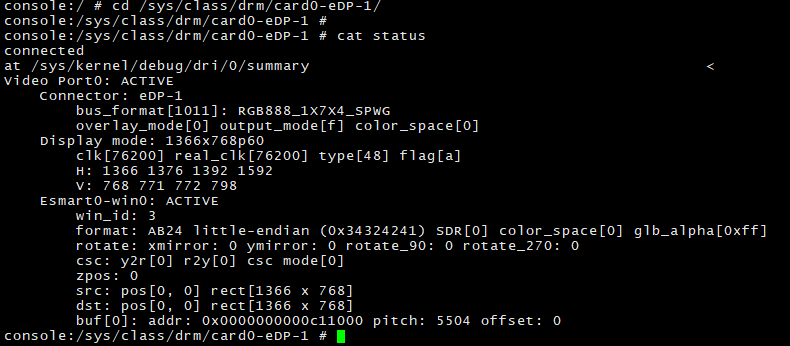 console:/ # cd /sys/class/drm/card0-eDP-1/
console:/sys/class/drm/card0-eDP-1 #
console:/sys/class/drm/card0-eDP-1 # cat status
connected
at /sys/kernel/debug/dri/0/summary <
Video Port0: ACTIVE
    Connector: eDP-1
        bus_format[1011]: RGB888_1X7X4_SPWG
        overlay_mode[0] output_mode[f] color_space[0]
    Display mode: 1366x768p60
        clk[76200] real_clk[76200] type[48] flag[a]
        H: 1366 1376 1392 1592
        V: 768 771 772 798
    Esmart0-win0: ACTIVE
        win_id: 3
        format: AB24 little-endian (0x34324241) SDR[0] color_space[0] glb_alpha[0xff]
        rotate: xmirror: 0 ymirror: 0 rotate_90: 0 rotate_270: 0
        csc: y2r[0] r2y[0] csc mode[0]
        zpos: 0
        src: pos[0, 0] rect[1366 x 768]
        dst: pos[0, 0] rect[1366 x 768]
        buf[0]: addr: 0x0000000000c11000 pitch: 5504 offset: 0
console:/sys/class/drm/card0-eDP-1 #